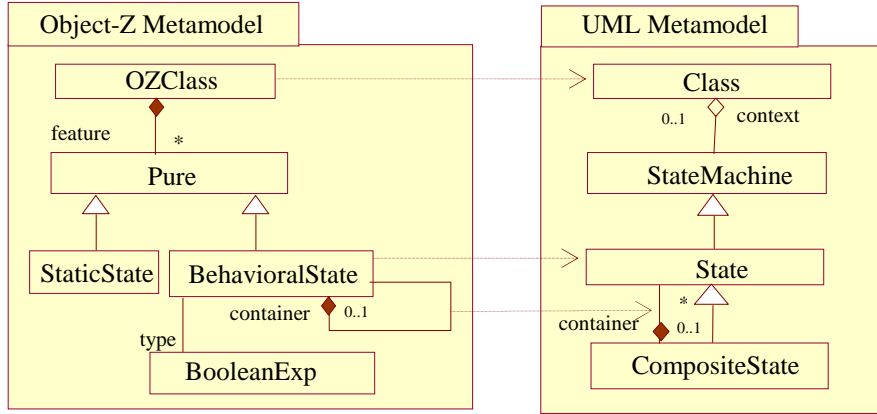 Object-Z Metamodel
OZClass
feature
*
Pure
StaticState
BehavioralState
container
0..1
type
BooleanExp
UML Metamodel
Class
0..1
context
StateMachine
State
*
container
0..1
CompositeState